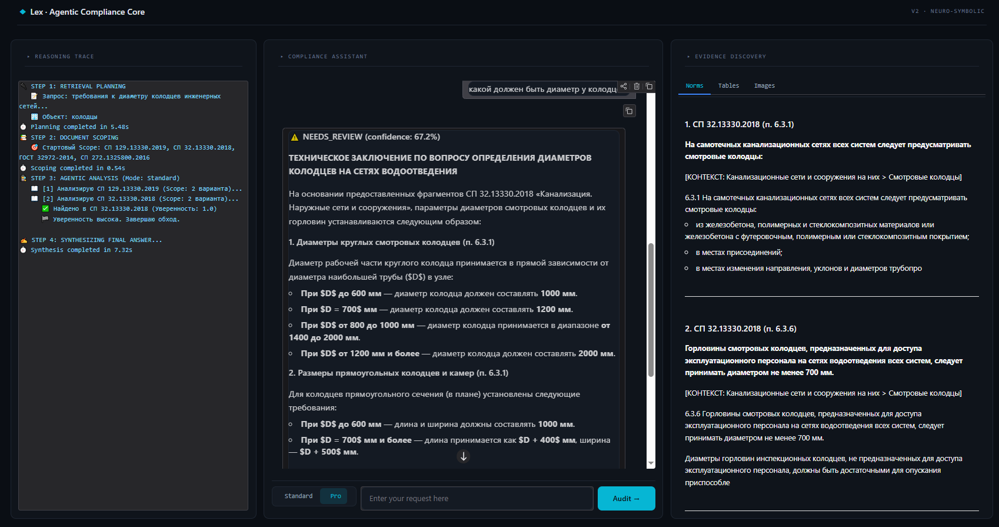 Lex · Agentic Compliance Core
V2 · NEURO-SYMBOLIC
REASONING TRACE
STEP 1: RETRIEVAL PLANNING
Запрос: требования к диаметру колодцев инженерных
сетей...
Объект: колодцы
Planning completed in 5.48s
STEP 2: DOCUMENT SCOPING
Стартовый Scope: СП 129.13330.2019, СП 32.13330.2018,
ГОСТ 32972-2014, СП 272.1325800.2016
Scoping completed in 0.54s
STEP 3: AGENTIC ANALYSIS (Mode: Standard)
[1] Анализирую СП 129.13330.2019 (Scope: 2 варианта)...
[2] Анализирую СП 32.13330.2018 (Scope: 2 варианта)...
Найдено в СП 32.13330.2018 (Уверенность: 1.0)
Уверенность высока. Завершаю обход.
STEP 4: SYNTHESIZING FINAL ANSWER...
Synthesis completed in 7.32s
COMPLIANCE ASSISTANT
какой должен быть диаметр у колодц
NEEDS_REVIEW (confidence: 67.2%)
ТЕХНИЧЕСКОЕ ЗАКЛЮЧЕНИЕ ПО ВОПРОСУ ОПРЕДЕЛЕНИЯ ДИАМЕТРОВ
КОЛОДЦЕВ НА СЕТЯХ ВОДООТВЕДЕНИЯ
На основании предоставленных фрагментов СП 32.13330.2018 «Канализация.
Наружные сети и сооружения», параметры диаметров смотровых колодцев и их
горловин устанавливаются следующим образом:
1. Диаметры круглых смотровых колодцев (п. 6.3.1)
Диаметр рабочей части круглого колодца принимается в прямой зависимости от
диаметра наибольшей трубы ($D$) в узле:
При $D$ до 600 мм — диаметр колодца должен составлять 1000 мм.
При $D = 700$ мм — диаметр колодца должен составлять 1200 мм.
При $D$ от 800 до 1000 мм — диаметр колодца принимается в диапазоне от
1400 до 2000 мм.
При $D$ от 1200 мм и более — диаметр колодца должен составлять 2000 мм.
2. Размеры прямоугольных колодцев и камер (п. 6.3.1)
Для колодцев прямоугольного сечения (в плане) установлены следующие
требования:
При $D$ до 600 мм — длина и ширина должны составлять 1000 мм.
При $D = 700$ мм и более — длина принимается как $D + 400$ мм, ширина
— $D + 500$ мм.
Standard
Pro
Enter your request here
Audit →
EVIDENCE DISCOVERY
Norms
Tables
Images
1. СП 32.13330.2018 (п. 6.3.1)
На самотечных канализационных сетях всех систем следует предусматривать
смотровые колодцы:
[КОНТЕКСТ: Канализационные сети и сооружения на них > Смотровые колодцы]
6.3.1 На самотечных канализационных сетях всех систем следует предусматривать
смотровые колодцы:
из железобетона, полимерных и стеклокомпозитных материалов или
железобетона с футеровочным, полимерным или стеклокомпозитным покрытием;
в местах присоединений;
в местах изменения направления, уклонов и диаметров трубопро
2. СП 32.13330.2018 (п. 6.3.6)
Горловины смотровых колодцев, предназначенных для доступа
эксплуатационного персонала на сетях водоотведения всех систем, следует
принимать диаметром не менее 700 мм.
[КОНТЕКСТ: Канализационные сети и сооружения на них > Смотровые колодцы]
6.3.6 Горловины смотровых колодцев, предназначенных для доступа
эксплуатационного персонала на сетях водоотведения всех систем, следует
принимать диаметром не менее 700 мм.
Диаметры горловин инспекционных колодцев, не предназначенных для доступа
эксплуатационного персонала, должны быть достаточными для опускания
приспособле